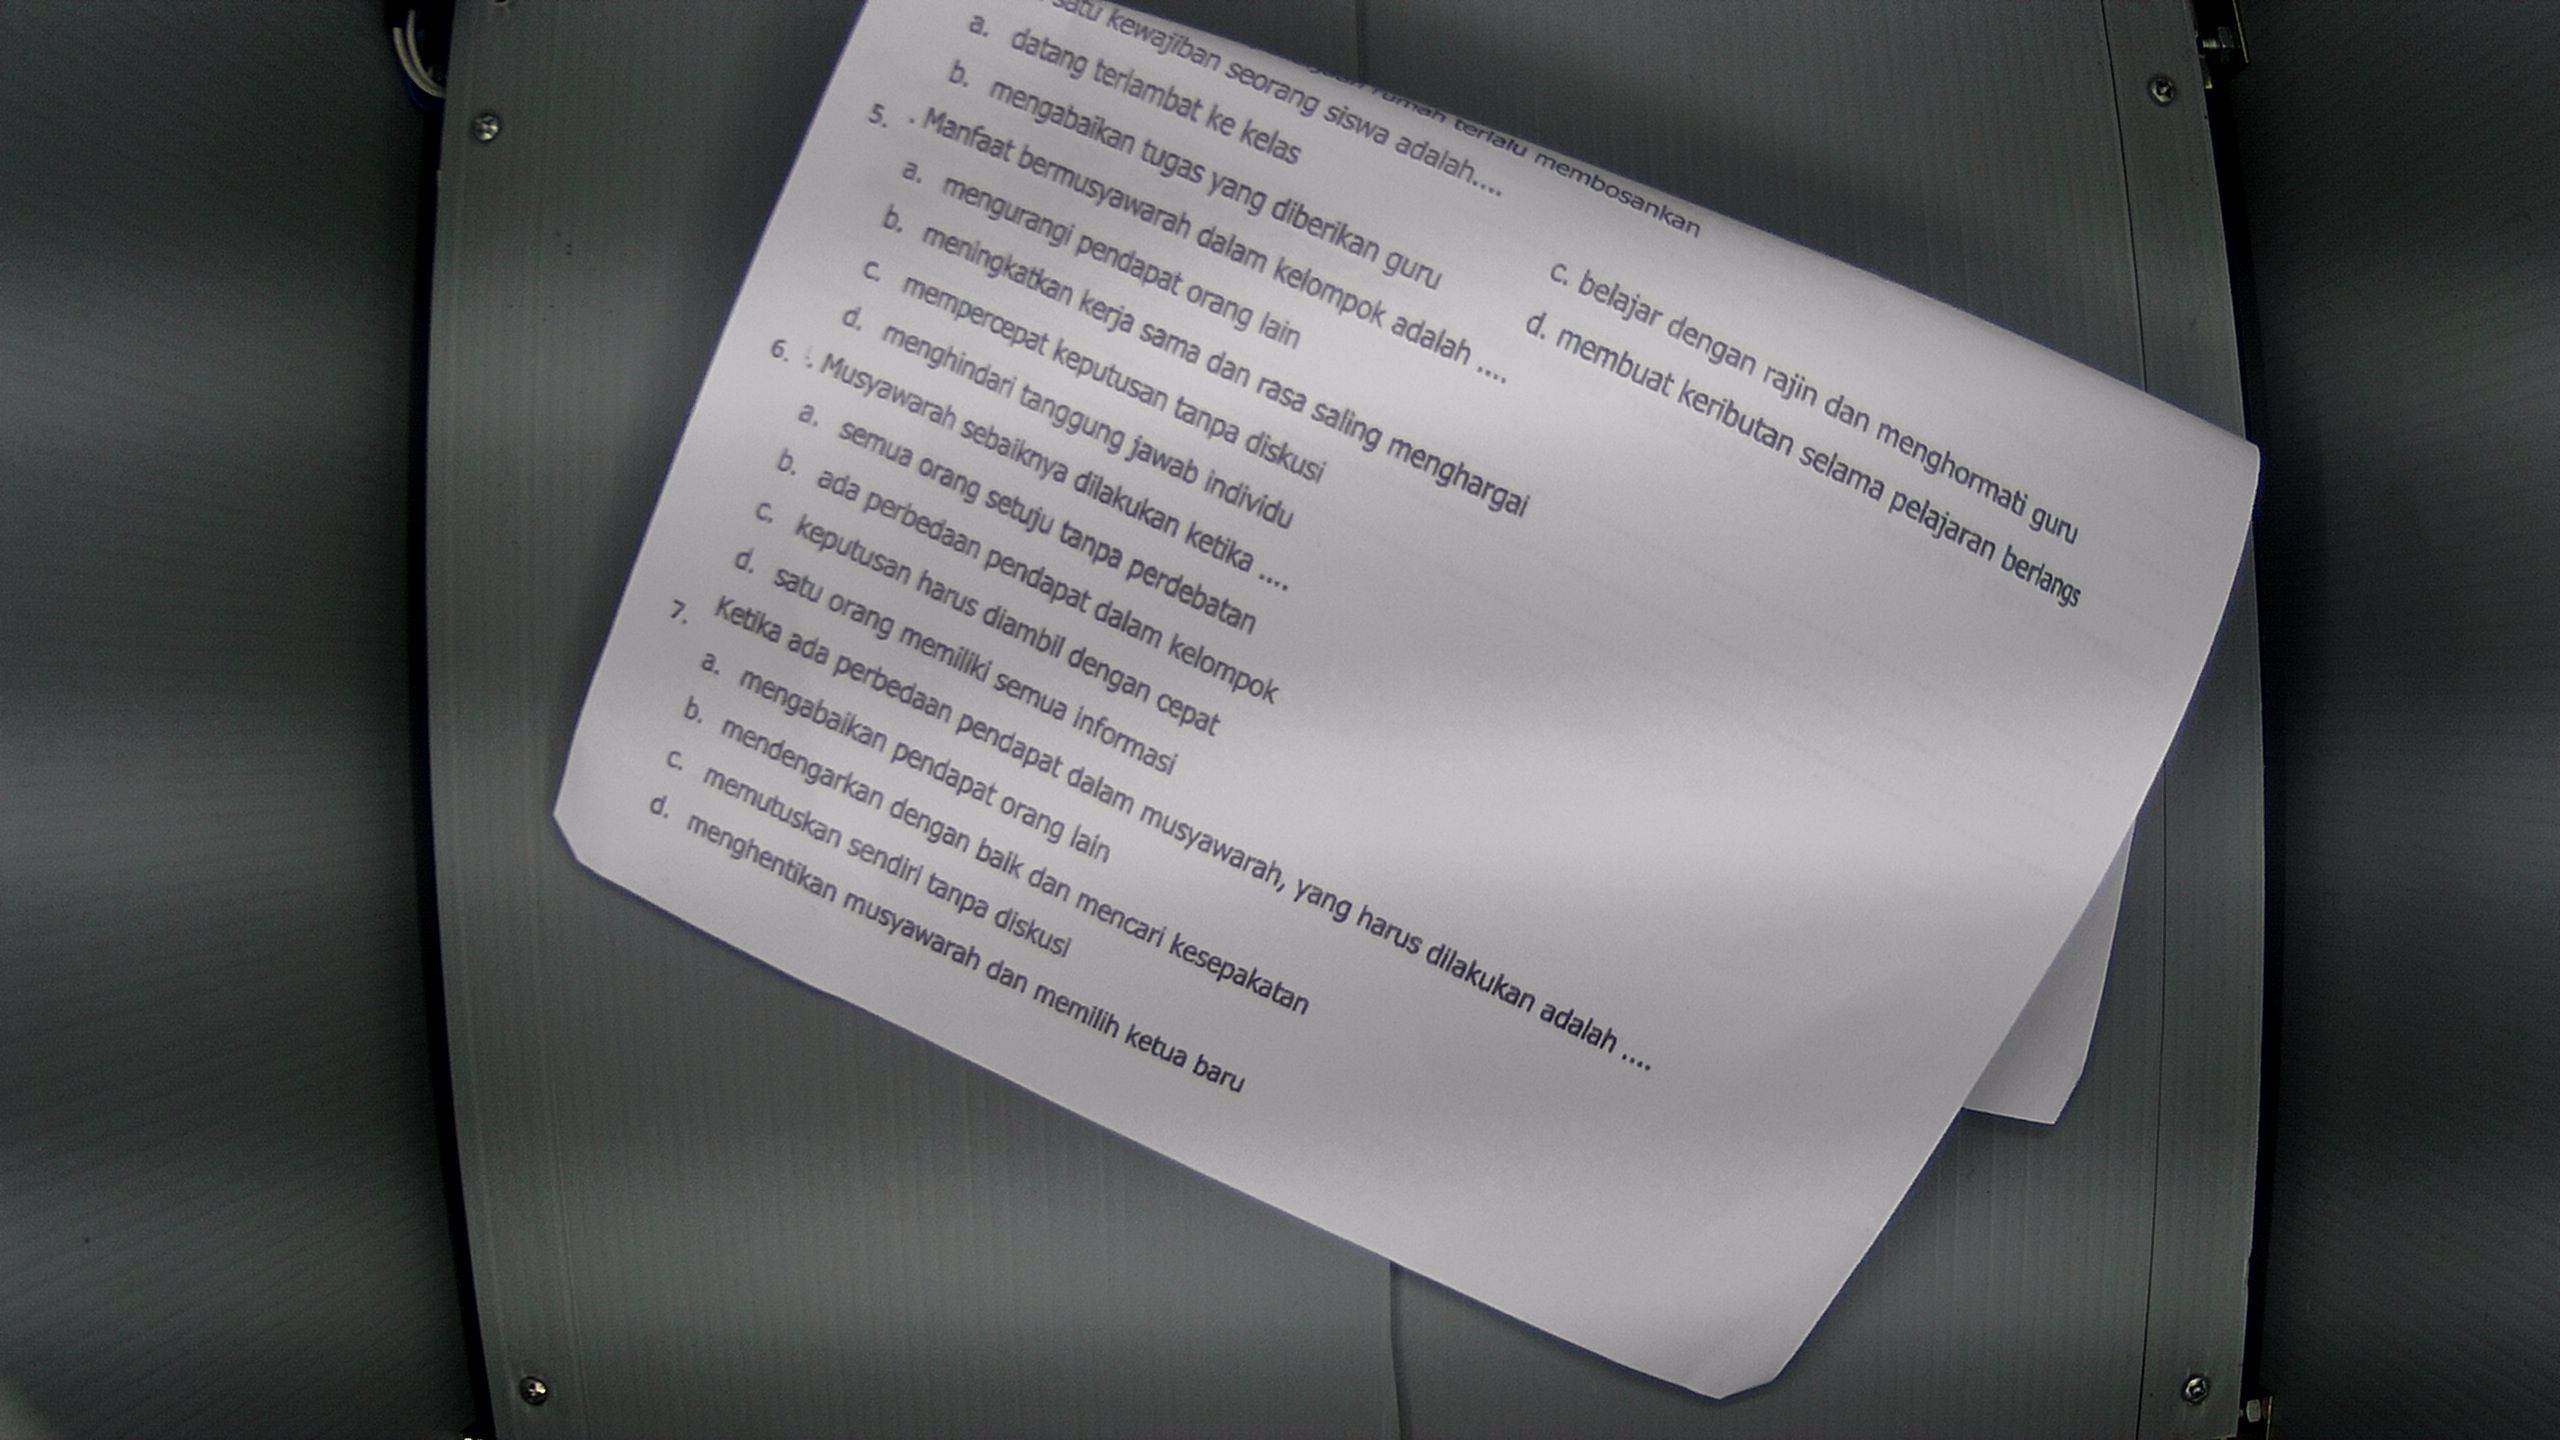 rumah terlalu membosankan
satu kewajiban seorang siswa adalah....
a. datang terlambat ke kelas
c. belajar dengan rajin dan menghormati guru
b. mengabaikan tugas yang diberikan guru
d. membuat keributan selama pelajaran berlangs
5. . Manfaat bermusyawarah dalam kelompok adalah ....
a. mengurangi pendapat orang lain
b. meningkatkan kerja sama dan rasa saling menghargai
c. mempercepat keputusan tanpa diskusi
d. menghindari tanggung jawab individu
6. . Musyawarah sebaiknya dilakukan ketika ....
a. semua orang setuju tanpa perdebatan
b. ada perbedaan pendapat dalam kelompok
c. keputusan harus diambil dengan cepat
d. satu orang memiliki semua informasi
7. Ketika ada perbedaan pendapat dalam musyawarah, yang harus dilakukan adalah ....
a. mengabaikan pendapat orang lain
b. mendengarkan dengan baik dan mencari kesepakatan
c. memutuskan sendiri tanpa diskusi
d. menghentikan musyawarah dan memilih ketua baru